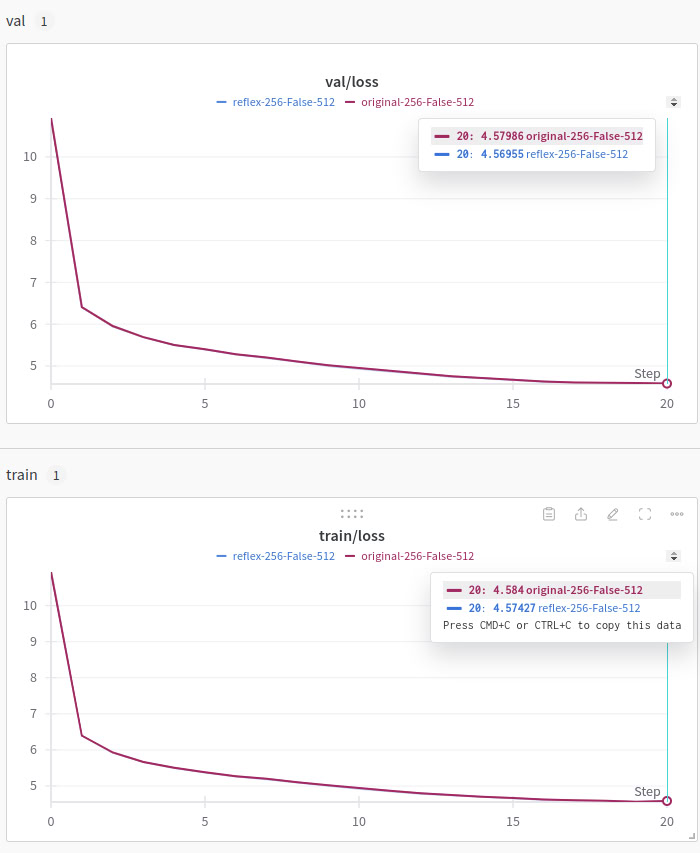 val 1
val/loss
reflex-256-False-512 original-256-False-512
20: 4.57986 original-256-False-512
20: 4.56955 reflex-256-False-512
10
9
8
7
6
5
Step
0 5 10 15 20
train 1
train/loss
reflex-256-False-512 original-256-False-512
20: 4.584 original-256-False-512
20: 4.57427 reflex-256-False-512
Press CMD+C or CTRL+C to copy this data
10
9
8
7
6
5
Step
0 5 10 15 20